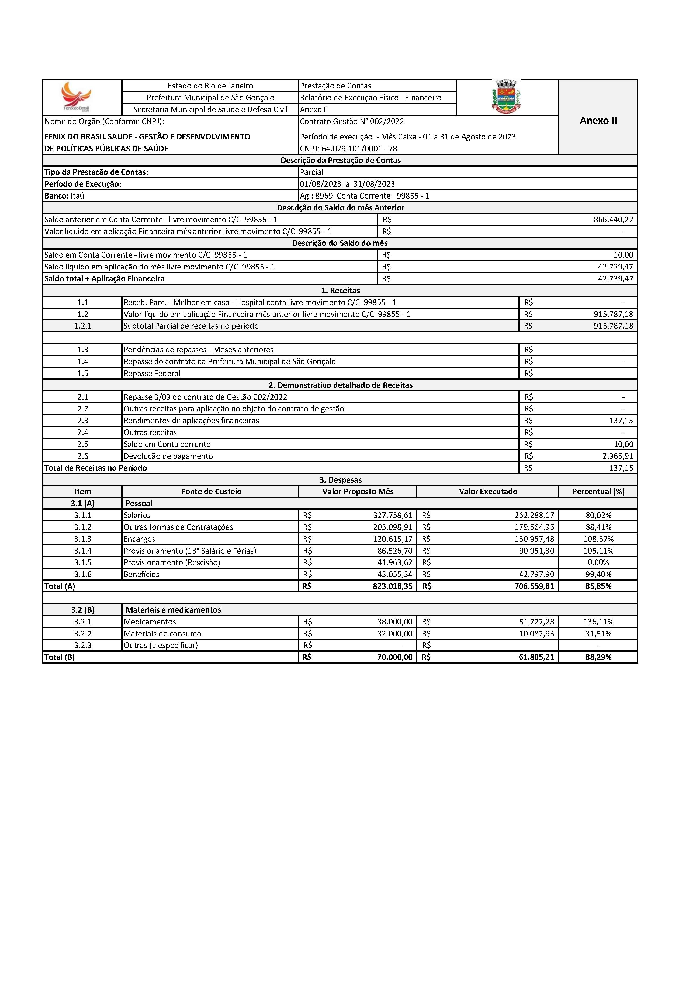 Fenix do Brasil
Saúde
Estado do Rio de Janeiro
Prestação de Contas
Prefeitura Municipal de São Gonçalo
Relatório de Execução Físico - Financeiro
Secretaria Municipal de Saúde e Defesa Civil
Anexo II
SÃO GONÇALO
Anexo II
Nome do Orgão (Conforme CNPJ):
Contrato Gestão N° 002/2022
FENIX DO BRASIL SAUDE - GESTÃO E DESENVOLVIMENTO
Período de execução - Mês Caixa - 01 a 31 de Agosto de 2023
DE POLÍTICAS PÚBLICAS DE SAÚDE
CNPJ: 64.029.101/0001 - 78
Descrição da Prestação de Contas
Tipo da Prestação de Contas: Parcial
Período de Execução: 01/08/2023 a 31/08/2023
Banco: Itaú Ag.: 8969 Conta Corrente: 99855 - 1
Descrição do Saldo do mês Anterior
Saldo anterior em Conta Corrente - livre movimento C/C 99855 - 1 R$ 866.440,22
Valor líquido em aplicação Financeira mês anterior livre movimento C/C 99855 - 1 R$ -
Descrição do Saldo do mês
Saldo em Conta Corrente - livre movimento C/C 99855 - 1 R$ 10,00
Saldo líquido em aplicação do mês livre movimento C/C 99855 - 1 R$ 42.729,47
Saldo total + Aplicação Financeira R$ 42.739,47
1. Receitas
1.1 Receb. Parc. - Melhor em casa - Hospital conta livre movimento C/C 99855 - 1 R$ -
1.2 Valor líquido em aplicação Financeira mês anterior livre movimento C/C 99855 - 1 R$ 915.787,18
1.2.1 Subtotal Parcial de receitas no período R$ 915.787,18
1.3 Pendências de repasses - Meses anteriores R$ -
1.4 Repasse do contrato da Prefeitura Municipal de São Gonçalo R$ -
1.5 Repasse Federal R$ -
2. Demonstrativo detalhado de Receitas
2.1 Repasse 3/09 do contrato de Gestão 002/2022 R$ -
2.2 Outras receitas para aplicação no objeto do contrato de gestão R$ -
2.3 Rendimentos de aplicações financeiras R$ 137,15
2.4 Outras receitas R$ -
2.5 Saldo em Conta corrente R$ 10,00
2.6 Devolução de pagamento R$ 2.965,91
Total de Receitas no Período R$ 137,15
3. Despesas
Item Fonte de Custeio Valor Proposto Mês Valor Executado Percentual (%)
3.1 (A) Pessoal
3.1.1 Salários R$ 327.758,61 R$ 262.288,17 80,02%
3.1.2 Outras formas de Contratações R$ 203.098,91 R$ 179.564,96 88,41%
3.1.3 Encargos R$ 120.615,17 R$ 130.957,48 108,57%
3.1.4 Provisionamento (13° Salário e Férias) R$ 86.526,70 R$ 90.951,30 105,11%
3.1.5 Provisionamento (Rescisão) R$ 41.963,62 R$ - 0,00%
3.1.6 Benefícios R$ 43.055,34 R$ 42.797,90 99,40%
Total (A) R$ 823.018,35 R$ 706.559,81 85,85%
3.2 (B) Materiais e medicamentos
3.2.1 Medicamentos R$ 38.000,00 R$ 51.722,28 136,11%
3.2.2 Materiais de consumo R$ 32.000,00 R$ 10.082,93 31,51%
3.2.3 Outras (a especificar) R$ - R$ - -
Total (B) R$ 70.000,00 R$ 61.805,21 88,29%